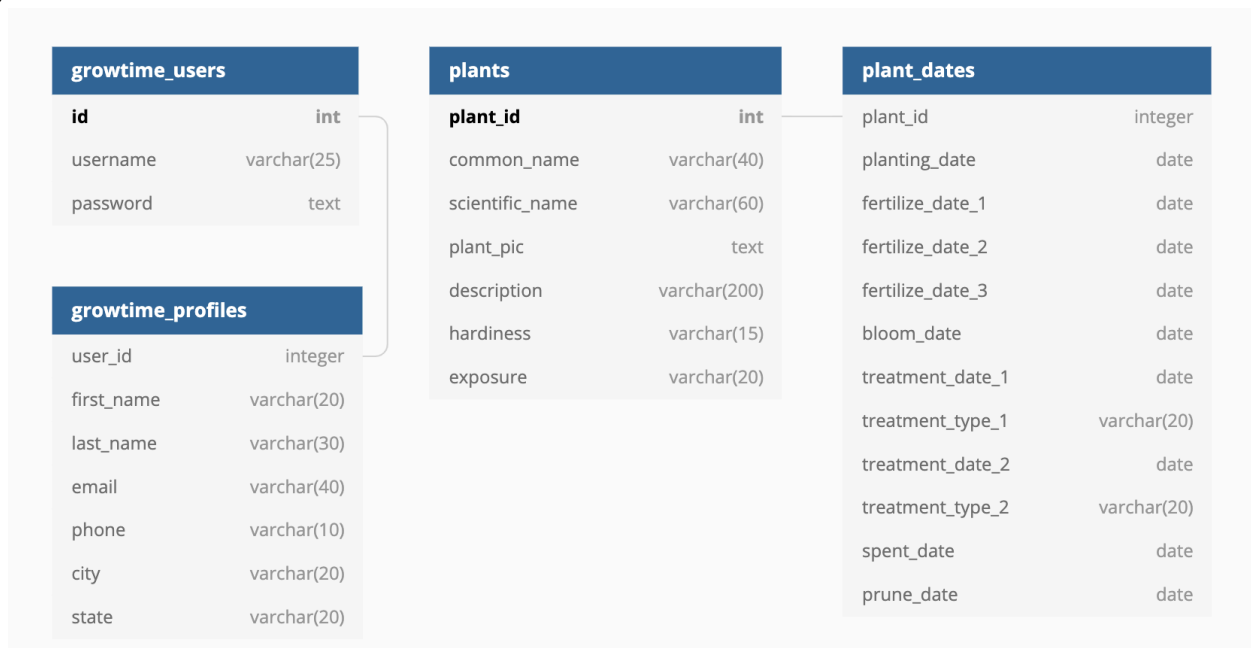 growtime_users
id int
username varchar(25)
password text
growtime_profiles
user_id integer
first_name varchar(20)
last_name varchar(30)
email varchar(40)
phone varchar(10)
city varchar(20)
state varchar(20)
plants
plant_id int
common_name varchar(40)
scientific_name varchar(60)
plant_pic text
description varchar(200)
hardiness varchar(15)
exposure varchar(20)
plant_dates
plant_id integer
planting_date date
fertilize_date_1 date
fertilize_date_2 date
fertilize_date_3 date
bloom_date date
treatment_date_1 date
treatment_type_1 varchar(20)
treatment_date_2 date
treatment_type_2 varchar(20)
spent_date date
prune_date date